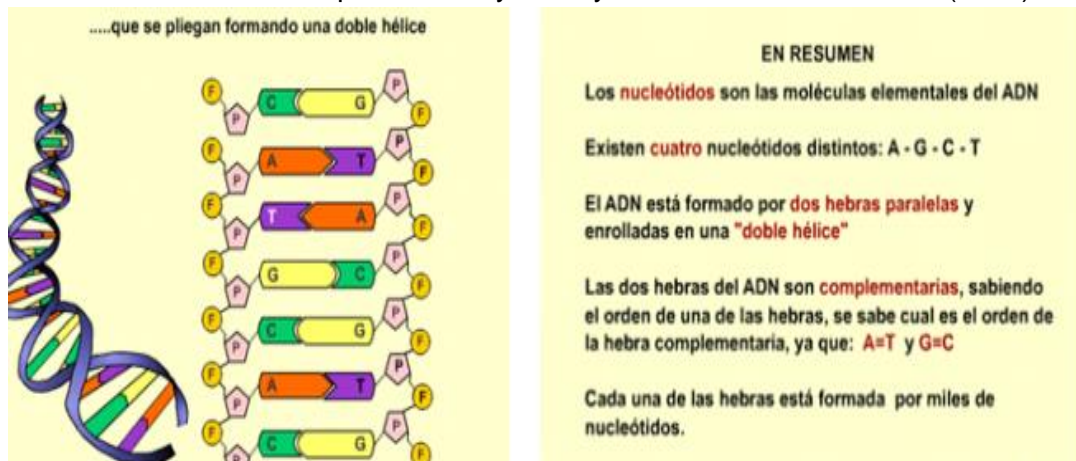 .....que se pliegan formando una doble hélice
F P C G P F
F P A T P F
F P T A P F
F P G C P F
F P C G P F
F P A T P F
F P C G P F
EN RESUMEN
Los nucleótidos son las moléculas elementales del ADN
Existen cuatro nucleótidos distintos: A - G - C - T
El ADN está formado por dos hebras paralelas y
enrolladas en una "doble hélice"
Las dos hebras del ADN son complementarias, sabiendo
el orden de una de las hebras, se sabe cual es el orden de
la hebra complementaria, ya que: A=T y G=C
Cada una de las hebras está formada por miles de
nucleótidos.